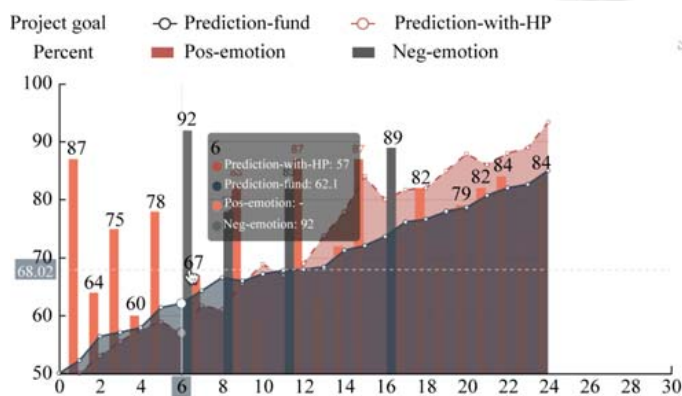 Project goal Prediction-fund Prediction-with-HP
Percent Pos-emotion Neg-emotion
100
92
90 87 6 87 87 89
Prediction-with-HP: 57
Prediction-fund: 62.1
80 78 82 79 82 84 84
75 Pos-emotion: -
Neg-emotion: 92
70
68.02 67
64
60 60
50
0 2 4 6 8 10 12 14 16 18 20 22 24 26 28 30